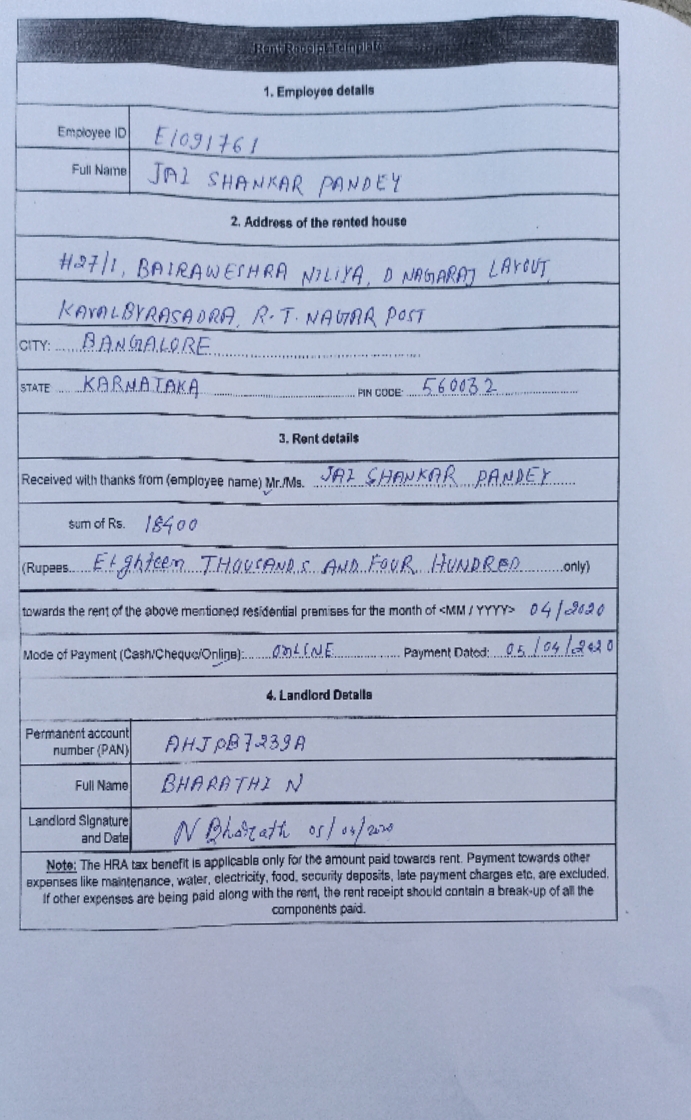 Rent Receipt Template
1. Employee details
Employee ID E1091761
Full Name JAI SHANKAR PANDEY
2. Address of the rented house
#27/1, BAIRAWESHRA NILIYA, D NAGARAJ LAYOUT
KAVALBYRASADRA, R.T. NAGAR POST
CITY: BANGALORE
STATE KARNATAKA PIN CODE: 560032
3. Rent details
Received with thanks from (employee name) Mr./Ms. JAI SHANKAR PANDEY
sum of Rs. 18400
(Rupees Eighteen THOUSANDS AND FOUR HUNDRED only)
towards the rent of the above mentioned residential premises for the month of <MM / YYYY> 04/2020
Mode of Payment (Cash/Cheque/Online): ONLINE Payment Dated: 05/04/2020
4. Landlord Details
Permanent account
number (PAN) AHJPB7239A
Full Name BHARATHI N
Landlord Signature
and Date N Bharath 05/04/2020
Note: The HRA tax benefit is applicable only for the amount paid towards rent. Payment towards other
expenses like maintenance, water, electricity, food, security deposits, late payment charges etc, are excluded.
If other expenses are being paid along with the rent, the rent receipt should contain a break-up of all the
components paid.